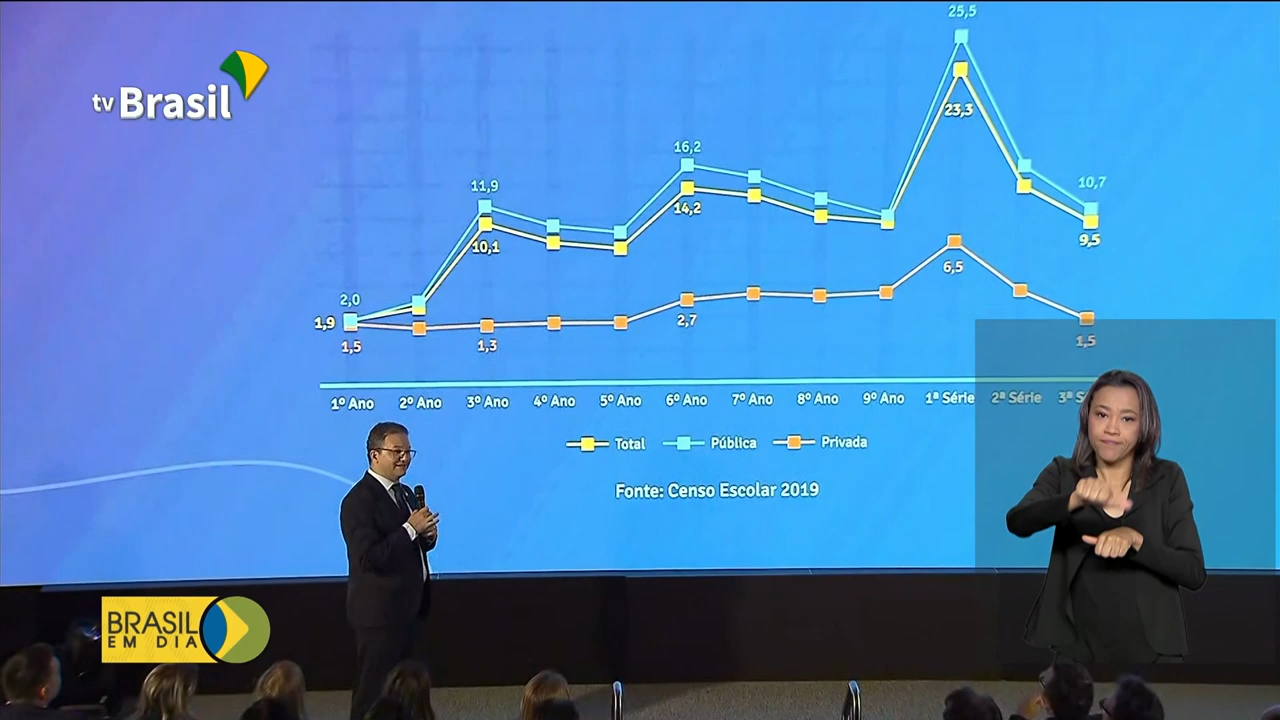 25,5
tv Brasil
23,3
16,2
14,2
11,9
10,1
10,7
9,5
6,5
2,0
1,9
1,5
1,3
2,7
1,5
1º Ano 2º Ano 3º Ano 4º Ano 5º Ano 6º Ano 7º Ano 8º Ano 9º Ano 1ª Série 2ª Série 3ª
Total Pública Privada
Fonte: Censo Escolar 2019
BRASIL
EM DIA